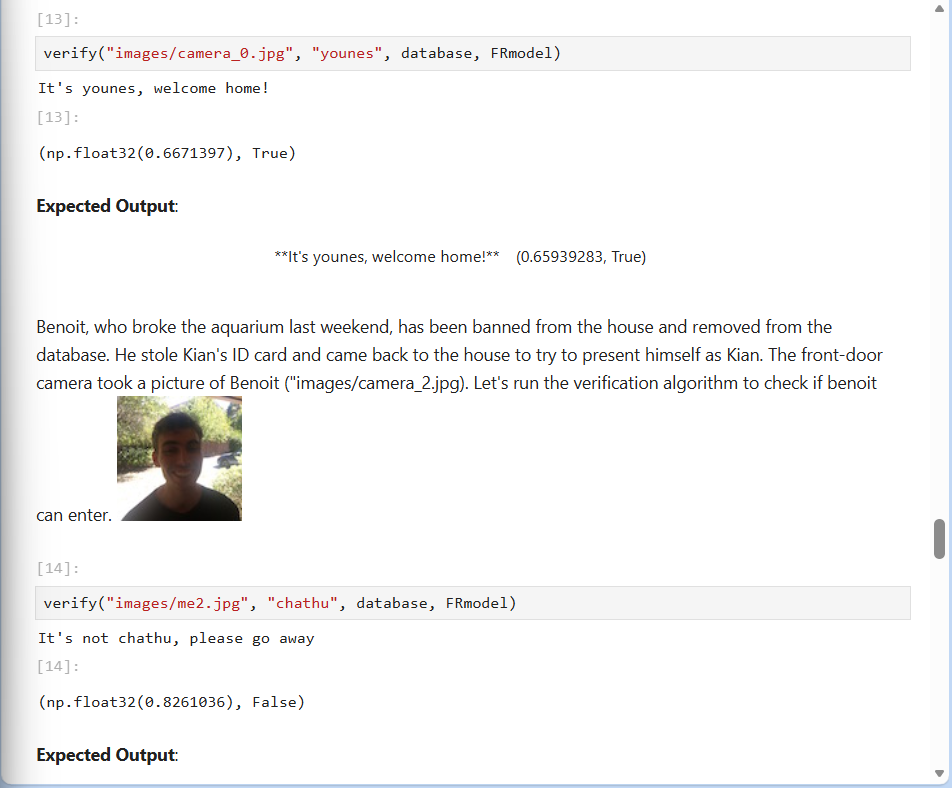 [13]:
verify("images/camera_0.jpg", "younes", database, FRmodel)
It's younes, welcome home!
[13]:
(np.float32(0.6671397), True)
Expected Output:
**It's younes, welcome home!** (0.65939283, True)
Benoit, who broke the aquarium last weekend, has been banned from the house and removed from the
database. He stole Kian's ID card and came back to the house to try to present himself as Kian. The front-door
camera took a picture of Benoit ("images/camera_2.jpg). Let's run the verification algorithm to check if benoit
can enter.
[14]:
verify("images/me2.jpg", "chathu", database, FRmodel)
It's not chathu, please go away
[14]:
(np.float32(0.8261036), False)
Expected Output: